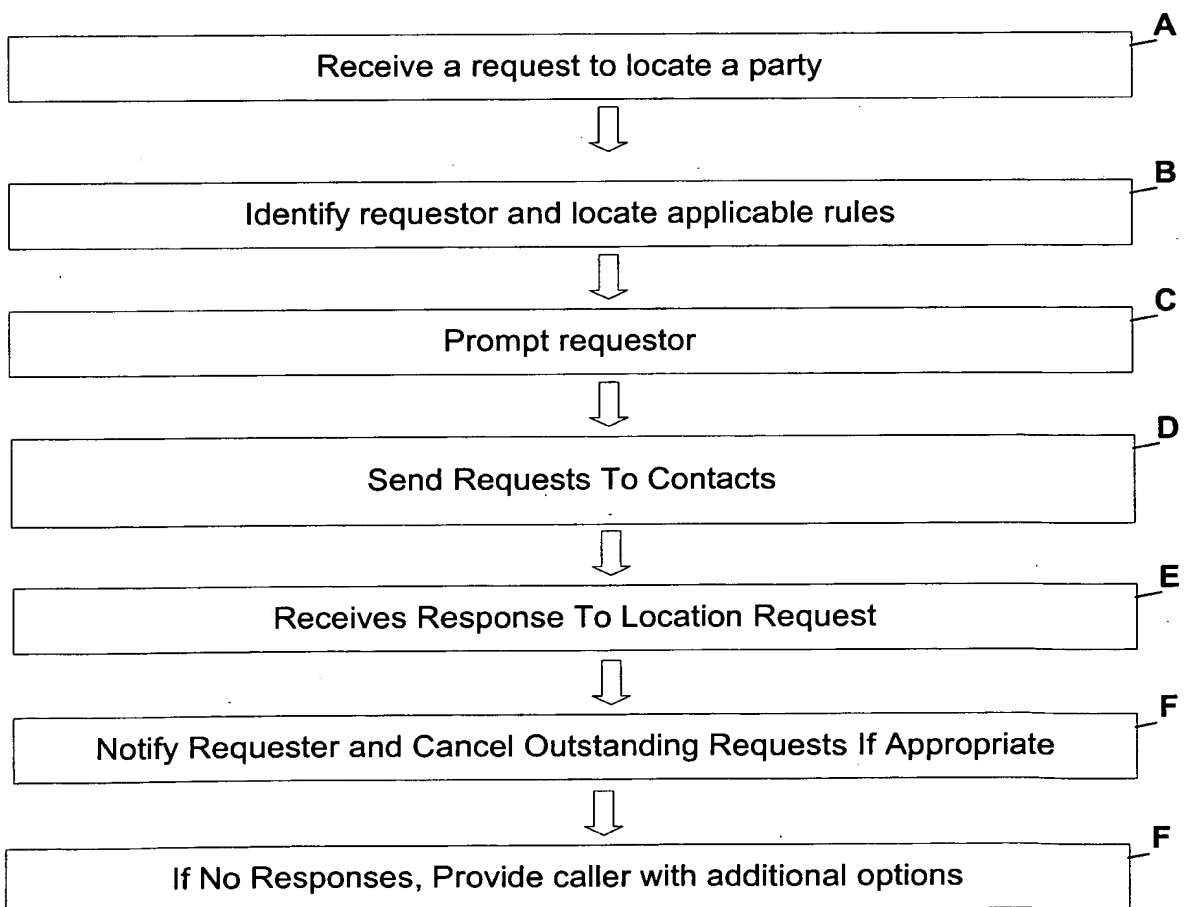 A
Receive a request to locate a party
B
Identify requestor and locate applicable rules
C
Prompt requestor
D
Send Requests To Contacts
E
Receives Response To Location Request
F
Notify Requester and Cancel Outstanding Requests If Appropriate
F
If No Responses, Provide caller with additional options